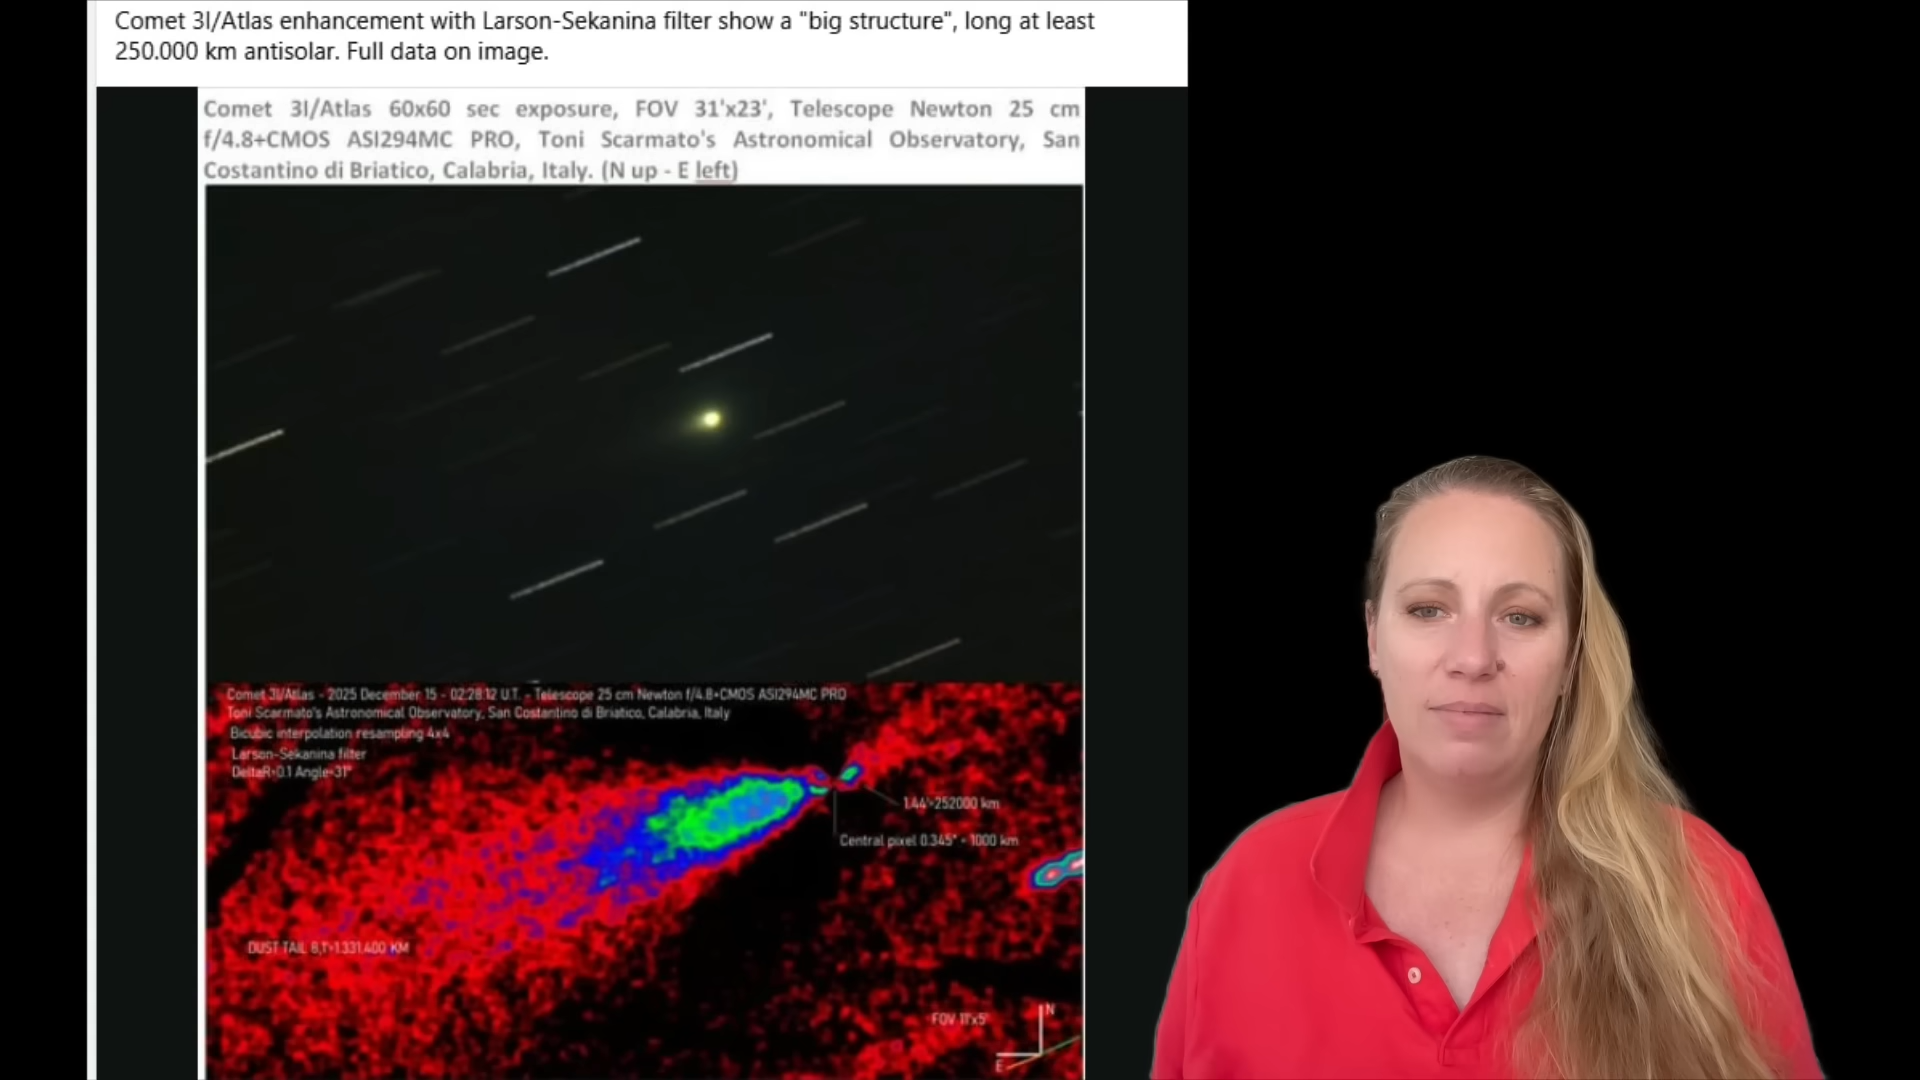 Comet 3I/Atlas enhancement with Larson-Sekanina filter show a "big structure", long at least
250.000 km antisolar. Full data on image.
Comet 3I/Atlas 60x60 sec exposure, FOV 31'x23', Telescope Newton 25 cm
f/4.8+CMOS ASI294MC PRO, Toni Scarmato's Astronomical Observatory, San
Costantino di Briatico, Calabria, Italy. (N up - E left)
Comet 3I/Atlas - 2025 December 15 - 02:28:12 U.T. - Telescope 25 cm Newton f/4.8+CMOS ASI294MC PRO
Toni Scarmato's Astronomical Observatory, San Costantino di Briatico, Calabria, Italy
Bicubic interpolation resampling 4x4
Larson-Sekanina filter
DeltaR=0.1 Angle=31°
1.44'=252000 km
Central pixel 0.345" = 1000 km
DUST TAIL 8,1'=1.331.400 KM
FOV 11'x5'
N
E